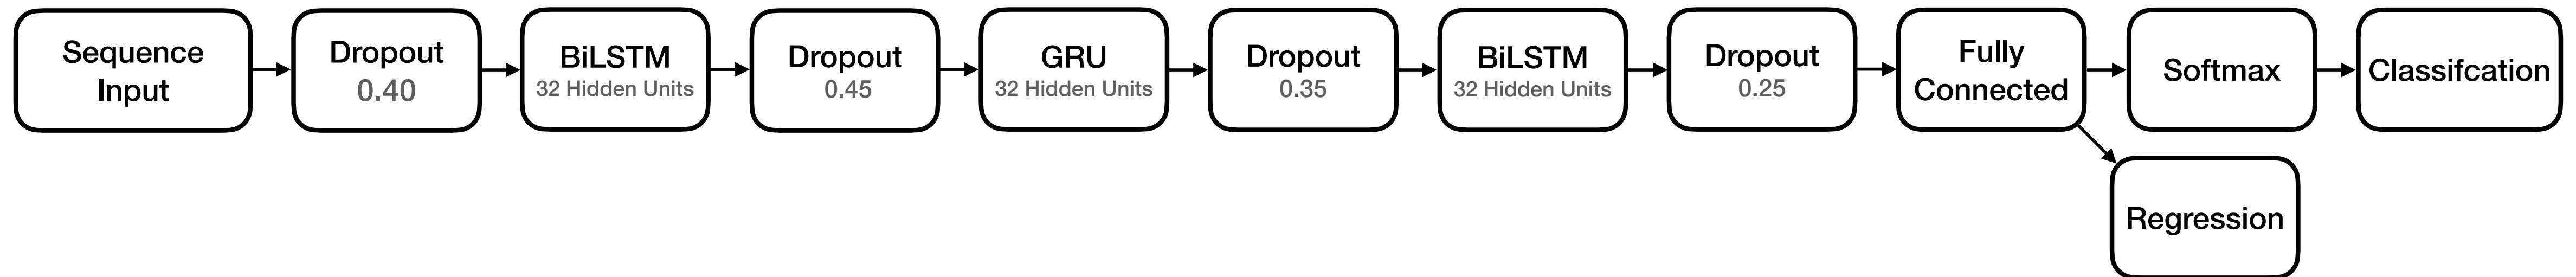 Sequence
Input
Dropout
0.40
BiLSTM
32 Hidden Units
Dropout
0.45
GRU
32 Hidden Units
Dropout
0.35
BiLSTM
32 Hidden Units
Dropout
0.25
Fully
Connected
Softmax
Classifcation
Regression